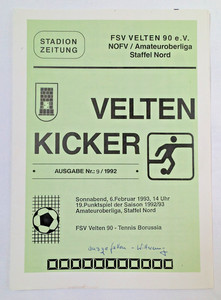 STADION
ZEITUNG
FSV VELTEN 90 e.V.
NOFV / Amateuroberliga
Staffel Nord
VELTEN
KICKER
AUSGABE Nr.: 9/1992
Sonnabend, 6.Februar 1993, 14 Uhr
19.Punktspiel der Saison 1992/93
Amateuroberliga, Staffel Nord
FSV Velten 90 - Tennis Borussia
ausgefallen -